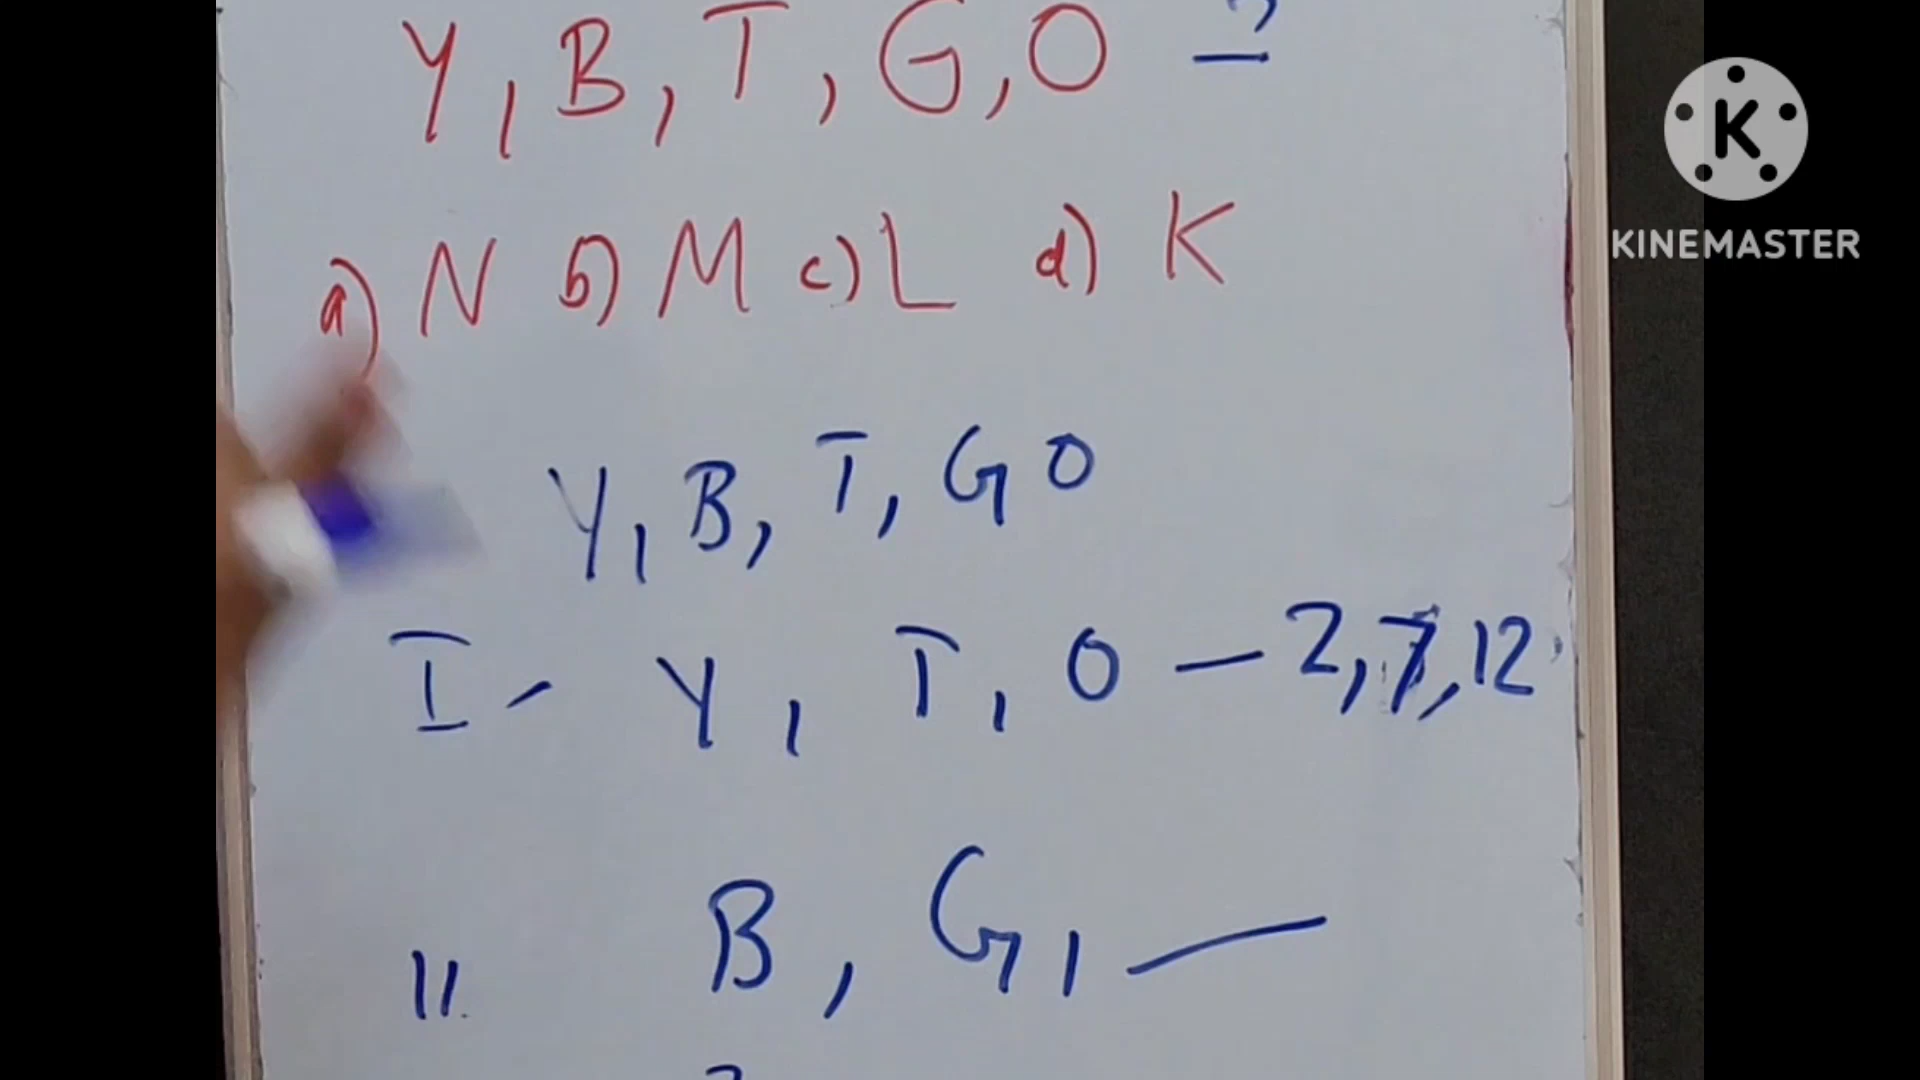 Y, B, T, G, O ?
a) N b) M c) L d) K
Y, B, T, G O
I - Y, T, O - 2, 7, 12
II B, G, —
K
KINEMASTER